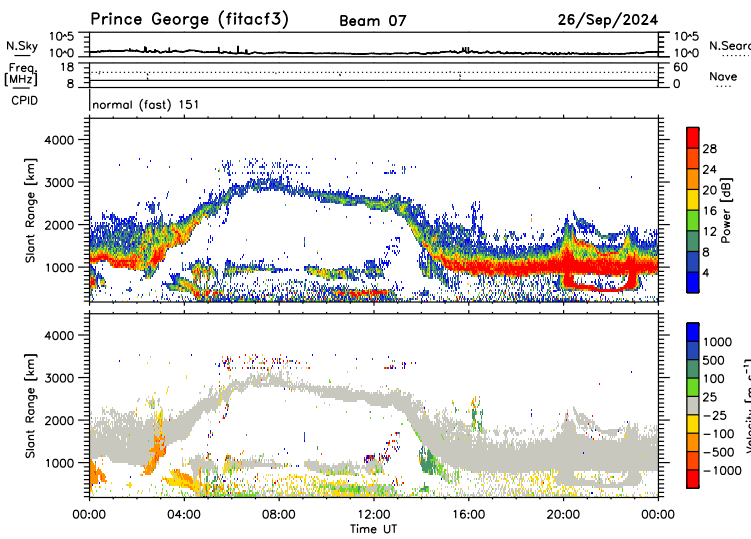 Prince George (fitacf3) Beam 07 26/Sep/2024
N.Sky 10^5 10^0 10^5 10^0 N.Sear
Freq [MHz] 18 8 60 0 Nave
CPID normal (fast) 151
Slant Range [km] 4000 3000 2000 1000
Power [dB] 28 24 20 16 12 8 4
Slant Range [km] 4000 3000 2000 1000
Velocity [m s⁻¹] 1000 500 100 25 -25 -100 -500 -1000
00:00 04:00 08:00 12:00 16:00 20:00 00:00
Time UT